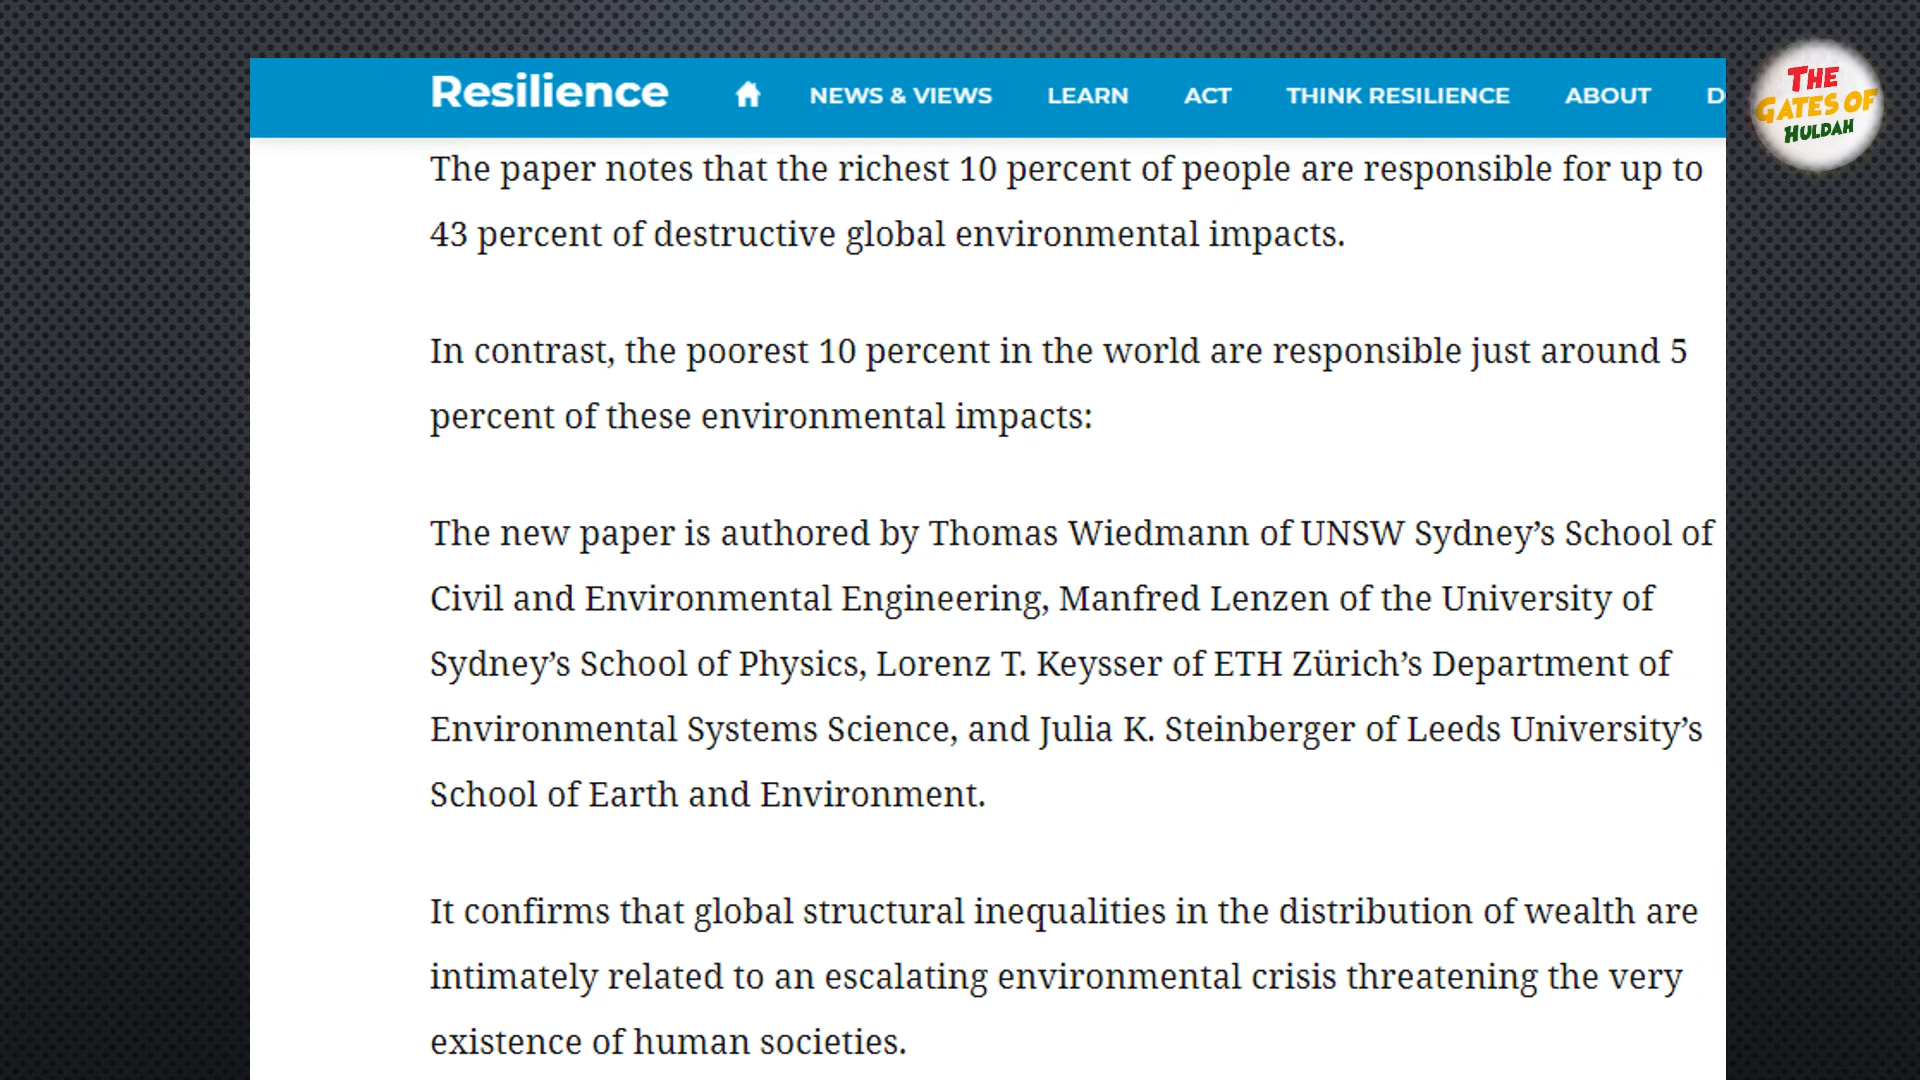 Resilience NEWS & VIEWS LEARN ACT THINK RESILIENCE ABOUT D
THE
GATES OF
HULDAH
The paper notes that the richest 10 percent of people are responsible for up to
43 percent of destructive global environmental impacts.
In contrast, the poorest 10 percent in the world are responsible just around 5
percent of these environmental impacts:
The new paper is authored by Thomas Wiedmann of UNSW Sydney’s School of
Civil and Environmental Engineering, Manfred Lenzen of the University of
Sydney’s School of Physics, Lorenz T. Keysser of ETH Zürich’s Department of
Environmental Systems Science, and Julia K. Steinberger of Leeds University’s
School of Earth and Environment.
It confirms that global structural inequalities in the distribution of wealth are
intimately related to an escalating environmental crisis threatening the very
existence of human societies.